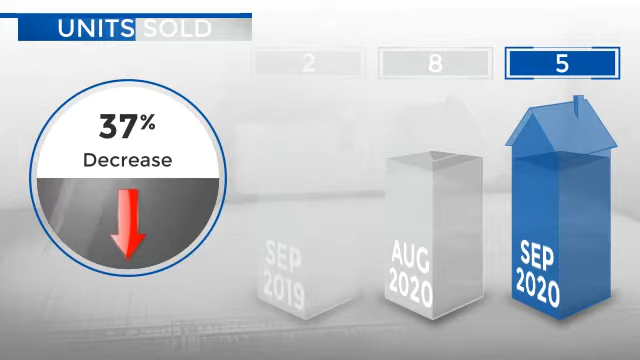 UNITS SOLD
2
8
5
37%
Decrease
SEP
2019
AUG
2020
SEP
2020